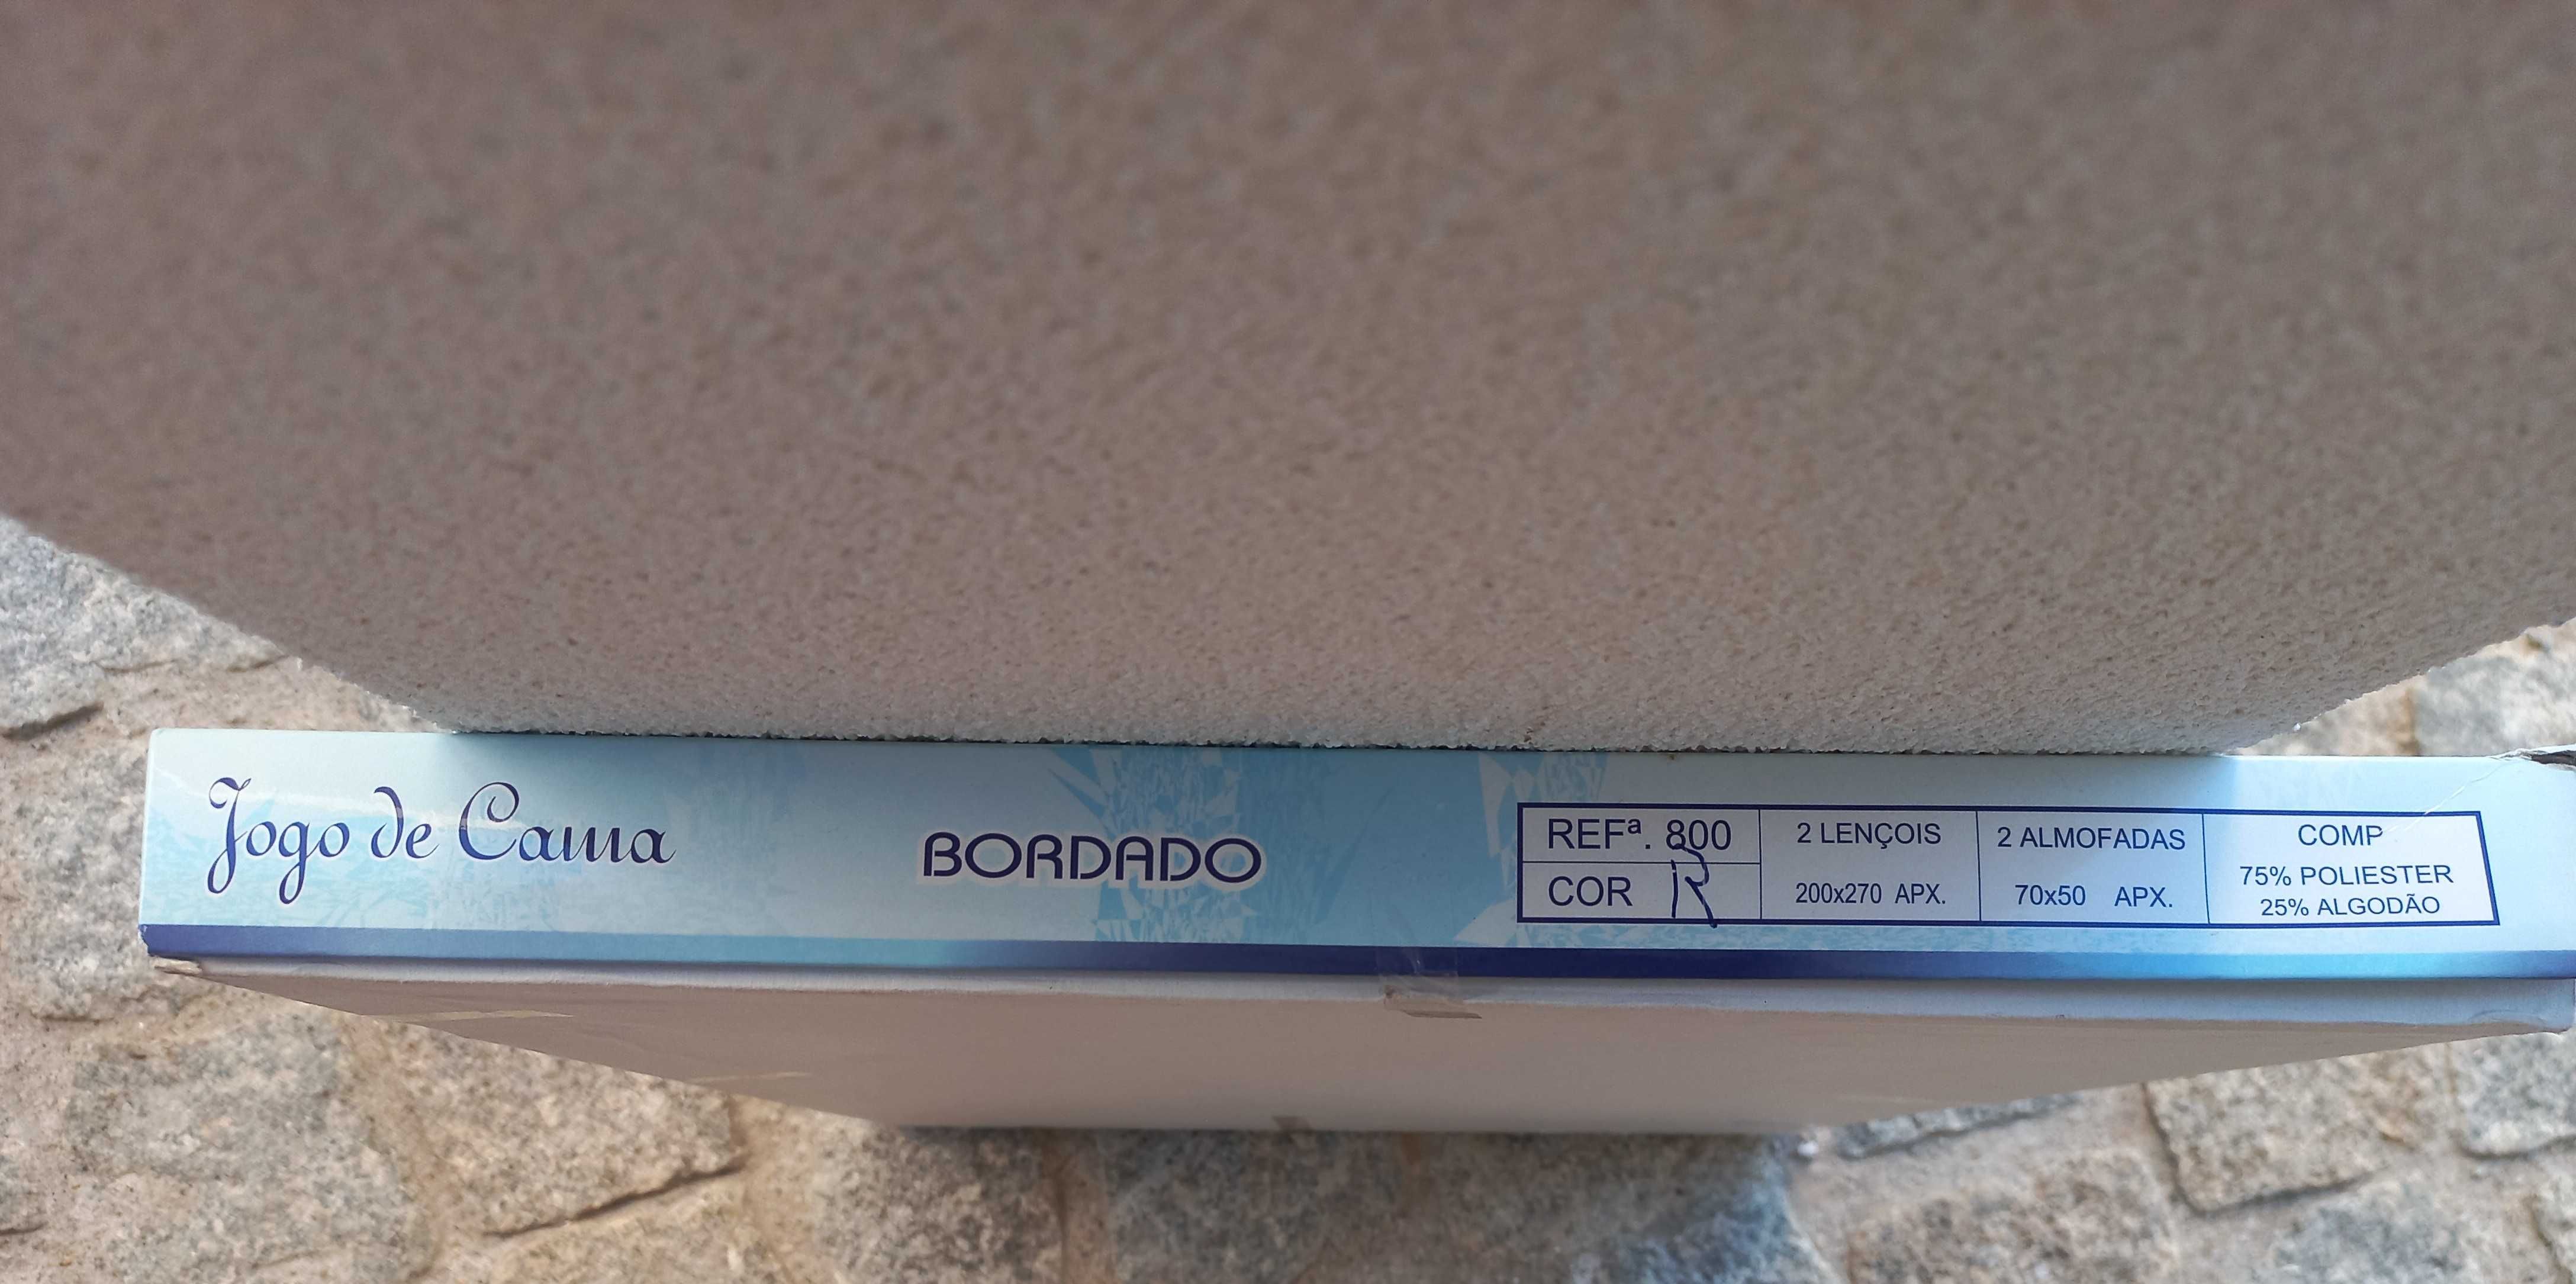 Jogo de Cama
BORDADO
REFª. 800
COR R
2 LENÇOIS
200x270 APX.
2 ALMOFADAS
70x50 APX.
COMP
75% POLIESTER
25% ALGODÃO